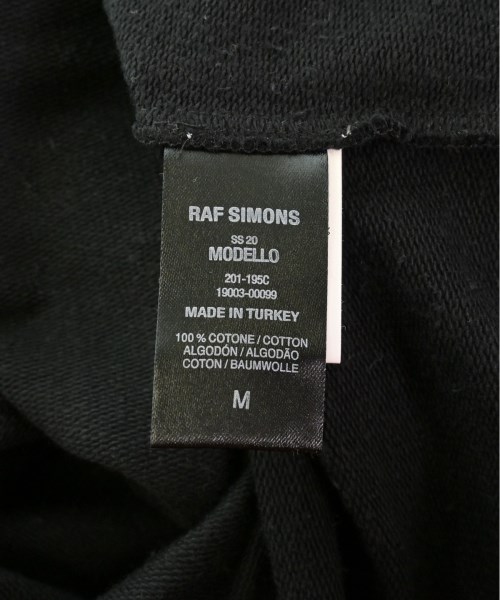 RAF SIMONS
SS 20
MODELLO
201-195C
19003-00099
MADE IN TURKEY
100 % COTONE / COTTON
ALGODÓN / ALGODÃO
COTON / BAUMWOLLE
M